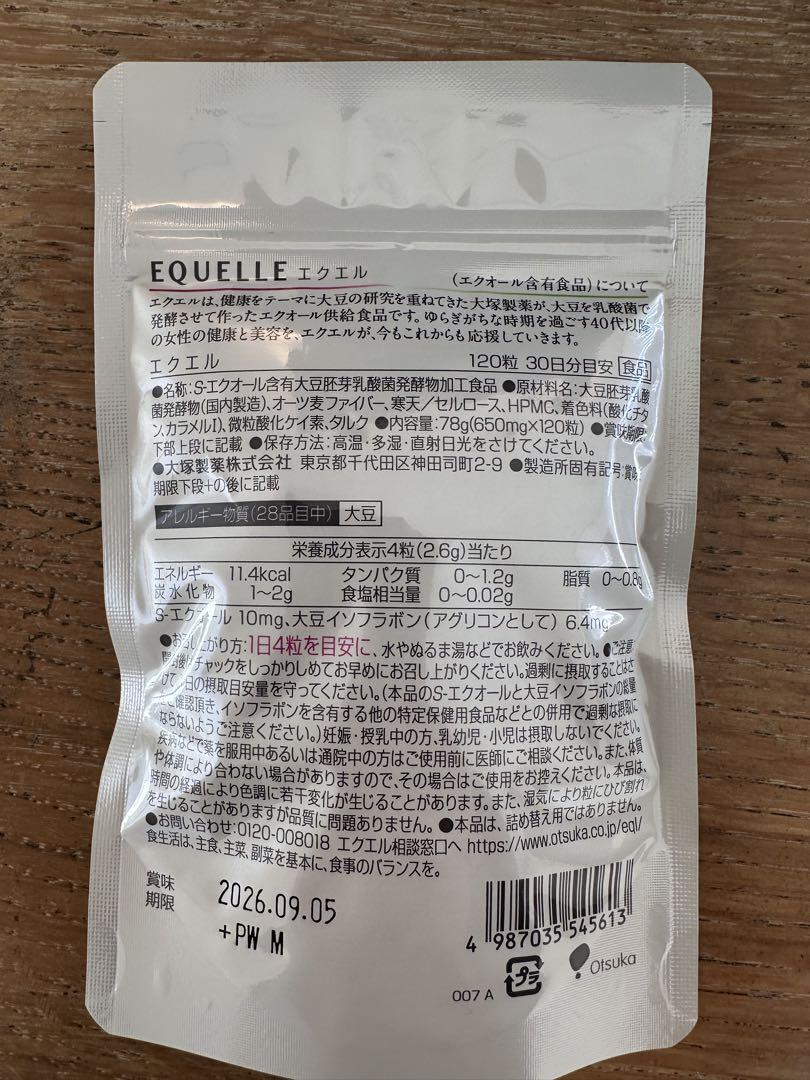 EQUELLE エクエル (エクオール含有食品)について
エクエルは、健康をテーマに大豆の研究を重ねてきた大塚製薬が、大豆を乳酸菌で
発酵させて作ったエクオール供給食品です。ゆらぎがちな時期を過ごす40代以降
の女性の健康と美容を、エクエルが、今もこれからも応援していきます。
エクエル 120粒 30日分目安 食品
●名称:S-エクオール含有大豆胚芽乳酸菌発酵物加工食品 ●原材料名:大豆胚芽乳酸
菌発酵物(国内製造)、オーツ麦ファイバー、寒天/セルロース、HPMC、着色料(酸化チタ
ン、カラメルI)、微粒酸化ケイ素、タルク ●内容量:78g(650mg×120粒) ●賞味期限:
下部上段に記載 ●保存方法:高温・多湿・直射日光をさけてください。
●大塚製薬株式会社 東京都千代田区神田司町2-9 ●製造所固有記号:賞味
期限下段+の後に記載
アレルギー物質(28品目中) 大豆
栄養成分表示4粒(2.6g)当たり
エネルギー 11.4kcal タンパク質 0〜1.2g 脂質 0〜0.8g
炭水化物 1〜2g 食塩相当量 0〜0.02g
S-エクオール 10mg、大豆イソフラボン(アグリコンとして) 6.4mg
●お召し上がり方:1日4粒を目安に、水やぬるま湯などでお飲みください。●ご注意:
開封後はチャックをしっかりしめてお早めにお召し上がりください。過剰に摂取することはさ
けて1日の摂取目安量を守ってください。(本品のS-エクオールと大豆イソフラボンの総量
をご確認頂き、イソフラボンを含有する他の特定保健用食品などとの併用で過剰な摂取に
ならないようご注意ください。)妊娠・授乳中の方、乳幼児・小児は摂取しないでください。
疾病などで薬を服用中あるいは通院中の方はご使用前に医師にご相談ください。また、体質
や体調により合わない場合がありますので、その場合はご使用をお控えください。本品は、
時間の経過により色調に若干変化が生じることがあります。また、湿気により粒にひび割れ
を生じることがありますが品質に問題ありません。 ●本品は、詰め替え用ではありません。
●お問い合わせ:0120-008018 エクエル相談窓口へ https://www.otsuka.co.jp/eql/
食生活は、主食、主菜、副菜を基本に、食事のバランスを。
賞味
期限
2026.09.05
+PW M
4 987035 545613
007 A プラ Otsuka